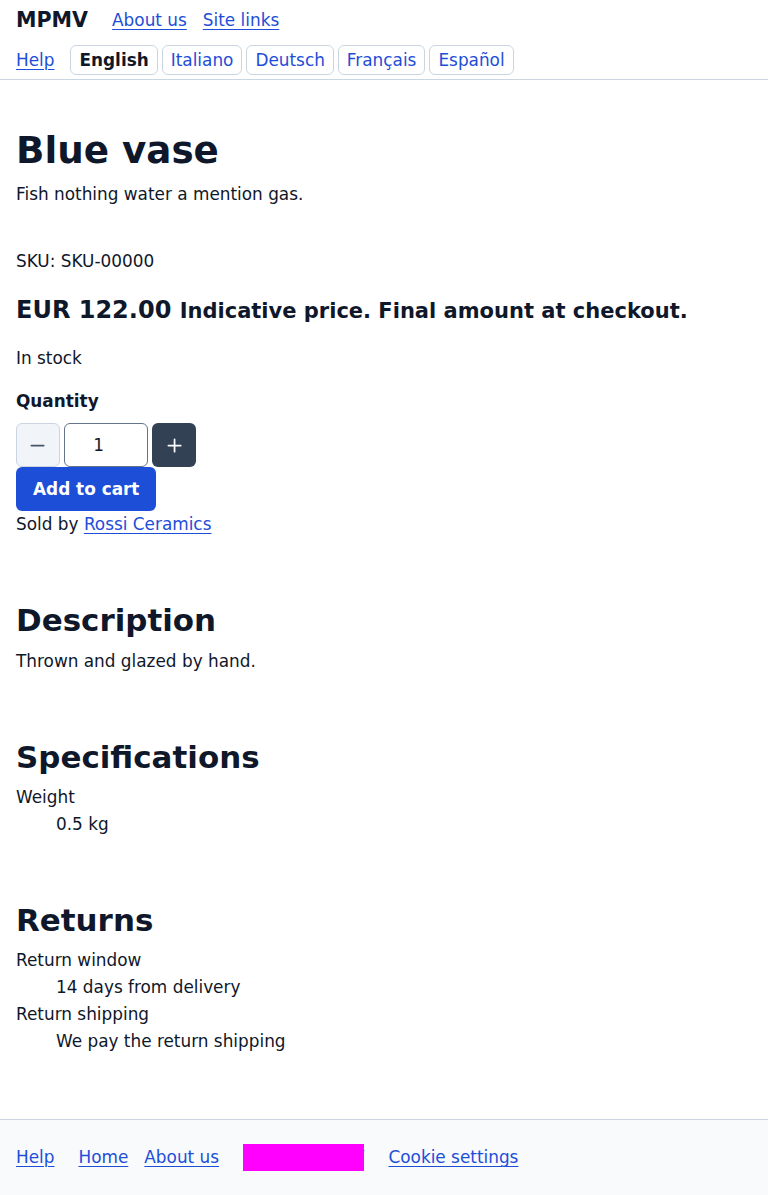 MPMV About us Site links
Help English Italiano Deutsch Français Español
Blue vase
Fish nothing water a mention gas.
SKU: SKU-00000
EUR 122.00 Indicative price. Final amount at checkout.
In stock
Quantity
− 1 +
Add to cart
Sold by Rossi Ceramics
Description
Thrown and glazed by hand.
Specifications
Weight
0.5 kg
Returns
Return window
14 days from delivery
Return shipping
We pay the return shipping
Help Home About us Cookie settings